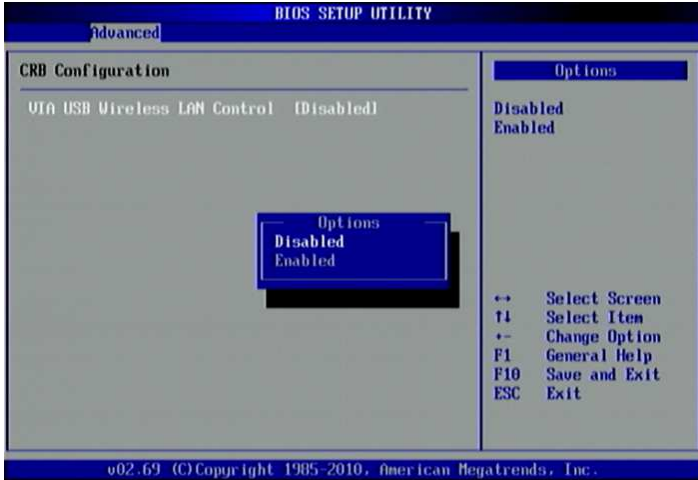 BIOS SETUP UTILITY
Advanced
CRB Configuration
VIA USB Wireless LAN Control [Disabled]
Options
Disabled
Enabled
Options
Disabled
Enabled
↔ Select Screen
↑↓ Select Item
+- Change Option
F1 General Help
F10 Save and Exit
ESC Exit
v02.69 (C)Copyright 1985-2010, American Megatrends, Inc.